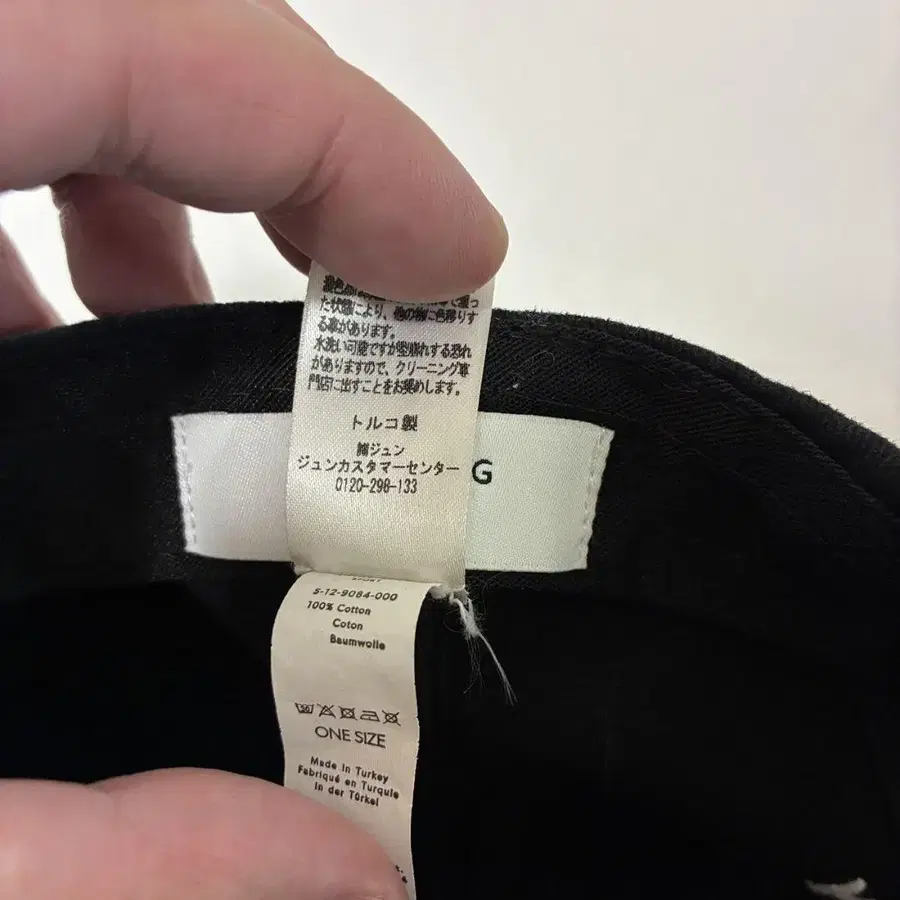 た状態により、他の物に色移りす
る事があります。
水洗い可能ですが型崩れする恐れ
がありますので、クリーニング専
門店に出すことをお薦めします。
トルコ製
㈱ジュン
ジュンカスタマーセンター
0120-298-133
G
SPORT
5-12-9084-000
100% Cotton
Coton
Baumwolle
ONE SIZE
Made in Turkey
Fabriqué en Turquie
In der Türkei